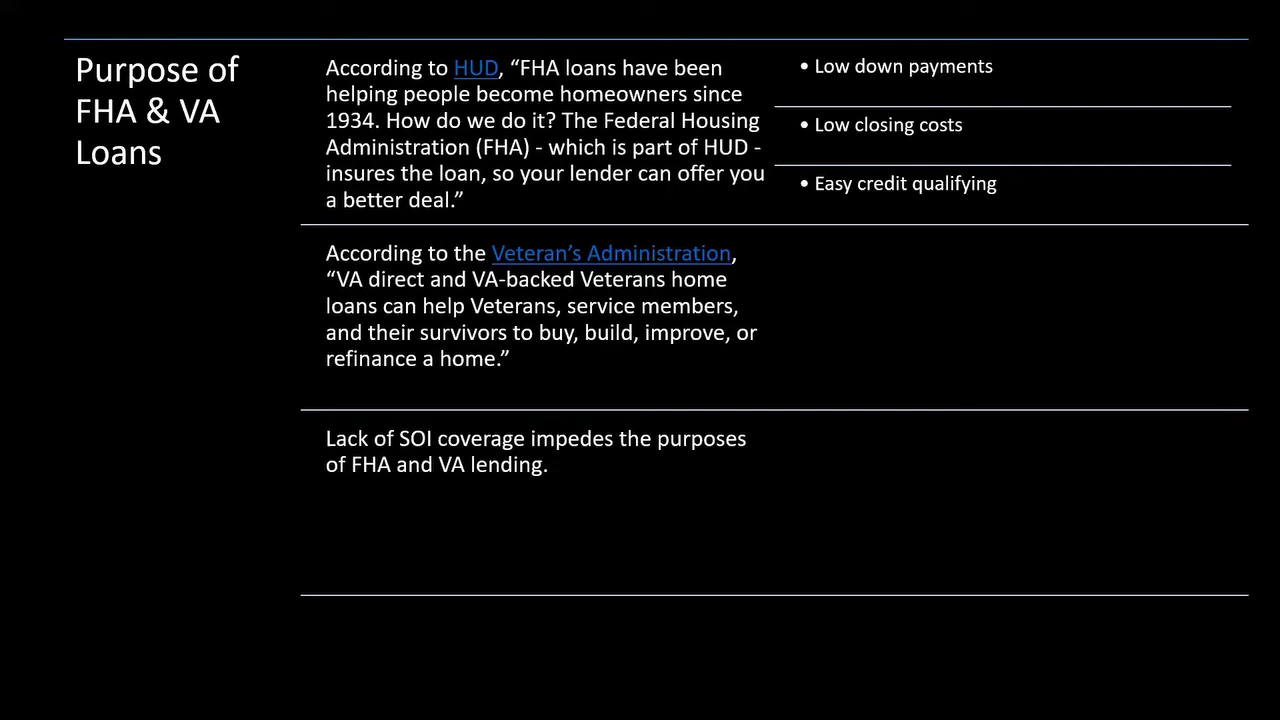 Purpose of
FHA & VA
Loans
According to HUD, “FHA loans have been
helping people become homeowners since
1934. How do we do it? The Federal Housing
Administration (FHA) - which is part of HUD -
insures the loan, so your lender can offer you
a better deal.”
• Low down payments
• Low closing costs
• Easy credit qualifying
According to the Veteran’s Administration,
“VA direct and VA-backed Veterans home
loans can help Veterans, service members,
and their survivors to buy, build, improve, or
refinance a home.”
Lack of SOI coverage impedes the purposes
of FHA and VA lending.